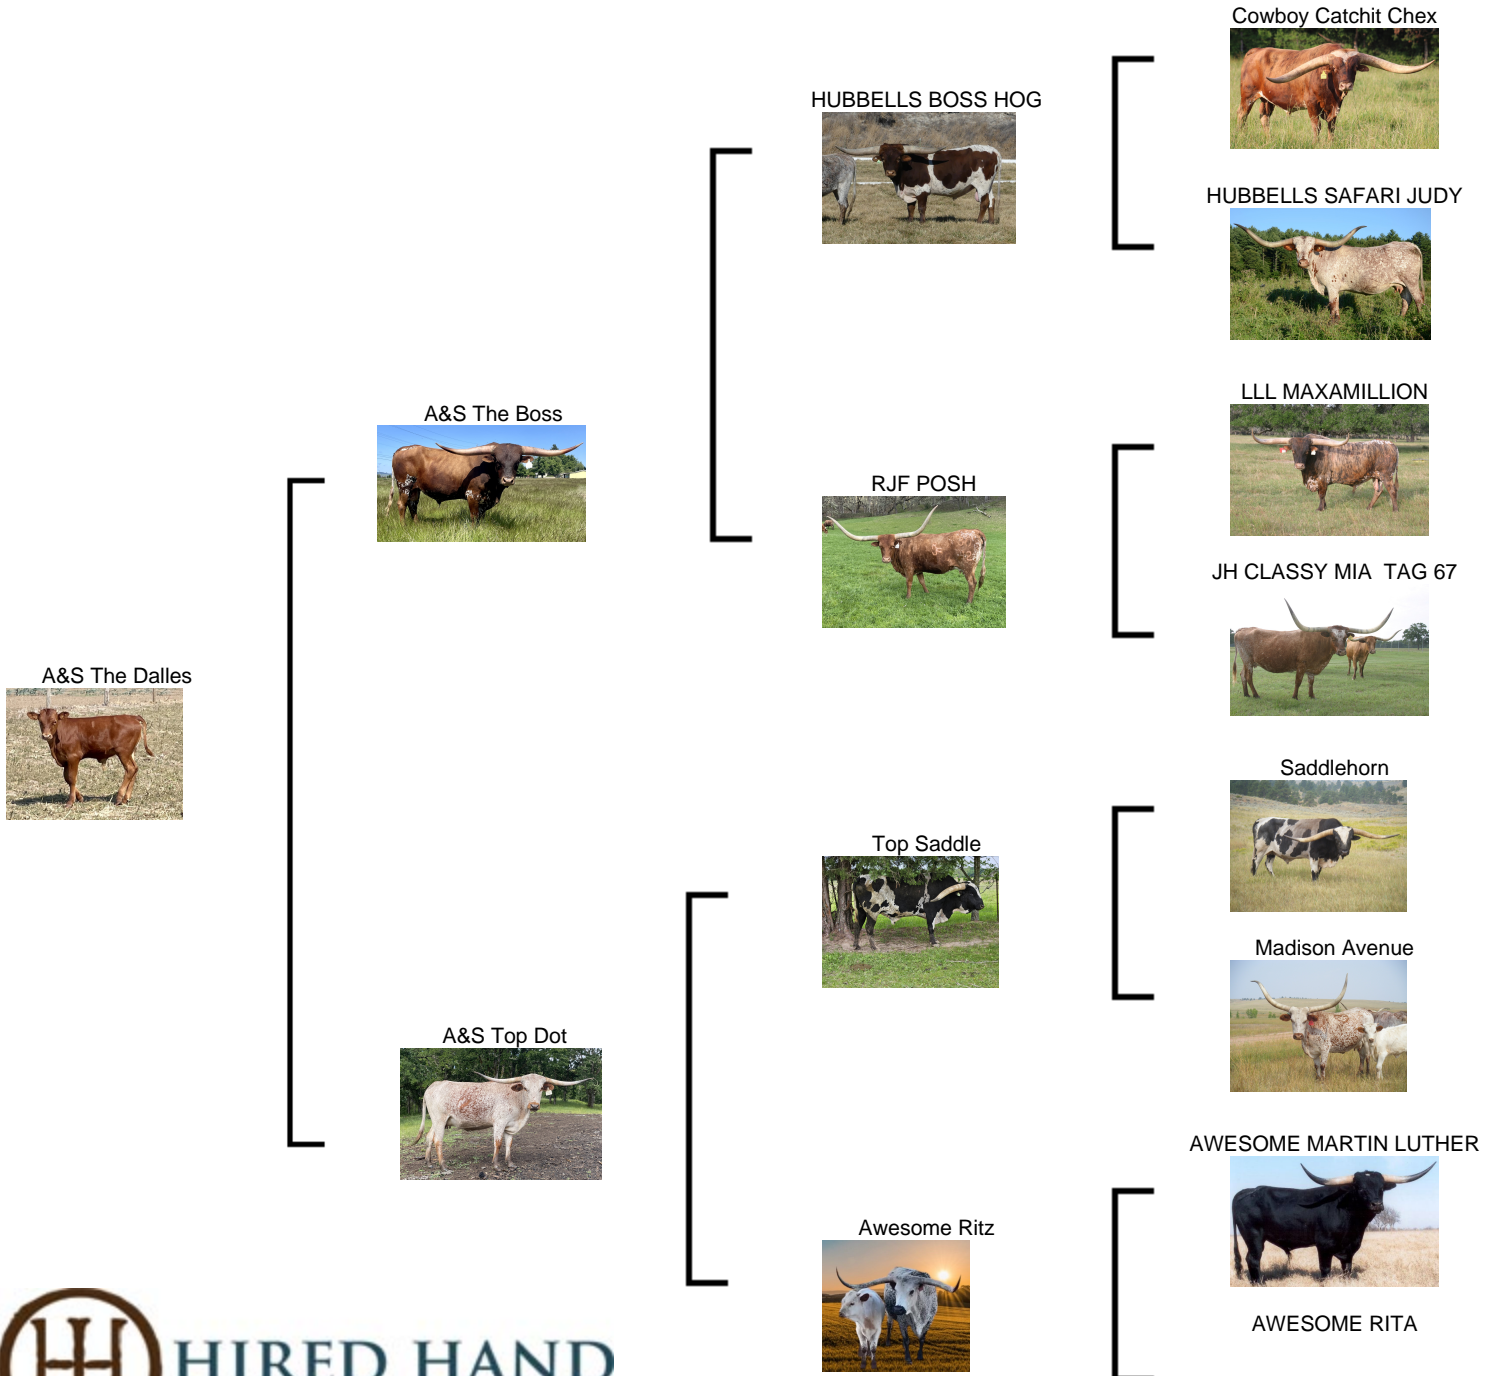 Cowboy Catchit Chex
HUBBELLS BOSS HOG
HUBBELLS SAFARI JUDY
A&S The Boss
LLL MAXAMILLION
RJF POSH
JH CLASSY MIA  TAG 67
A&S The Dalles
Saddlehorn
Top Saddle
Madison Avenue
A&S Top Dot
AWESOME MARTIN LUTHER
Awesome Ritz
AWESOME RITA
HIRED HAND